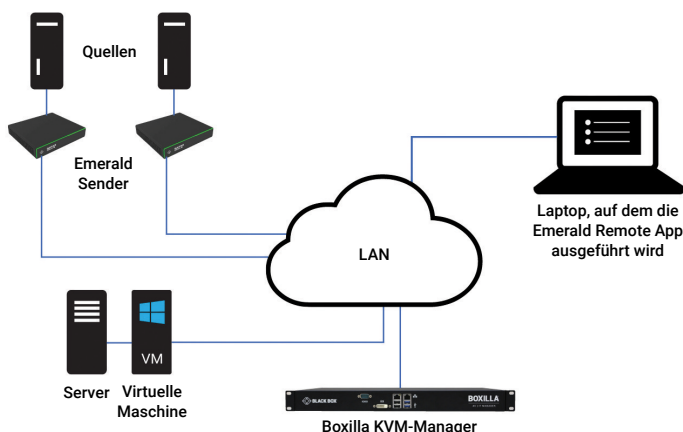 Quellen
Emerald
Sender
LAN
Laptop, auf dem die
Emerald Remote App
ausgeführt wird
VM
Server
Virtuelle
Maschine
BLACK BOX
BOXILLA
Boxilla KVM-Manager